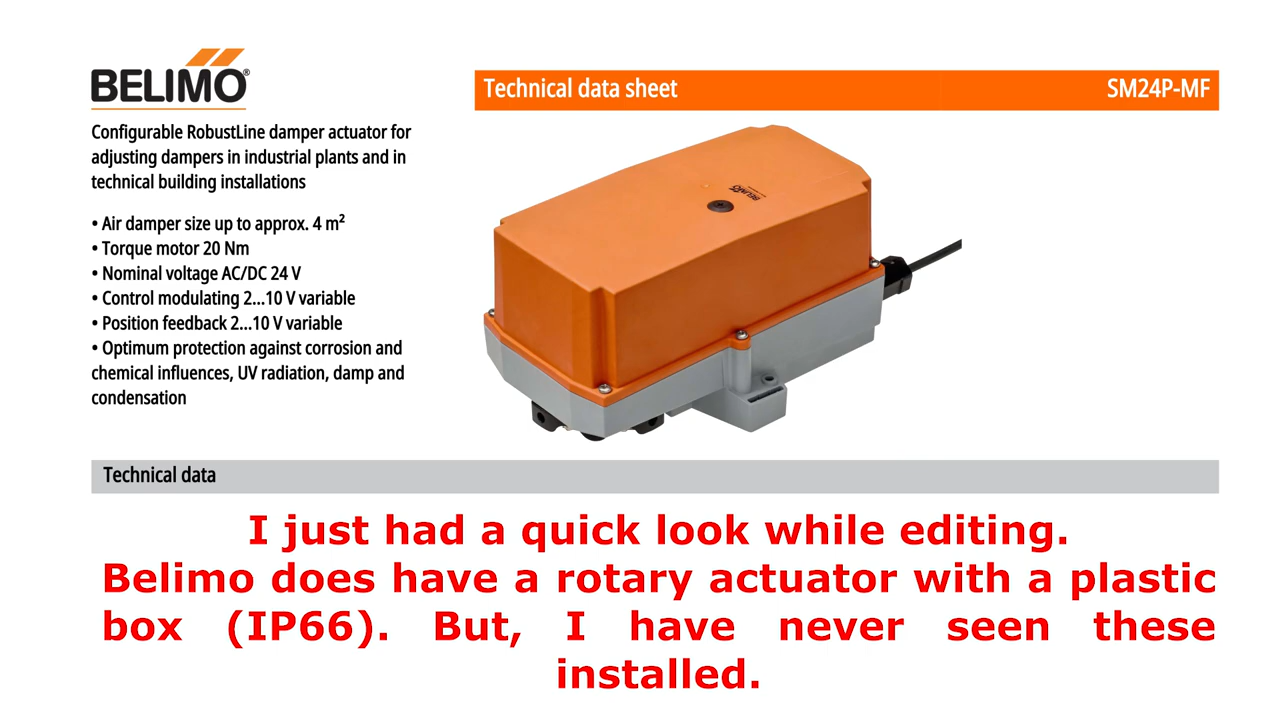 BELIMO®
Technical data sheet SM24P-MF
Configurable RobustLine damper actuator for
adjusting dampers in industrial plants and in
technical building installations
• Air damper size up to approx. 4 m²
• Torque motor 20 Nm
• Nominal voltage AC/DC 24 V
• Control modulating 2...10 V variable
• Position feedback 2...10 V variable
• Optimum protection against corrosion and
chemical influences, UV radiation, damp and
condensation
BELIMO
Technical data
I just had a quick look while editing.
Belimo does have a rotary actuator with a plastic
box (IP66). But, I have never seen these
installed.